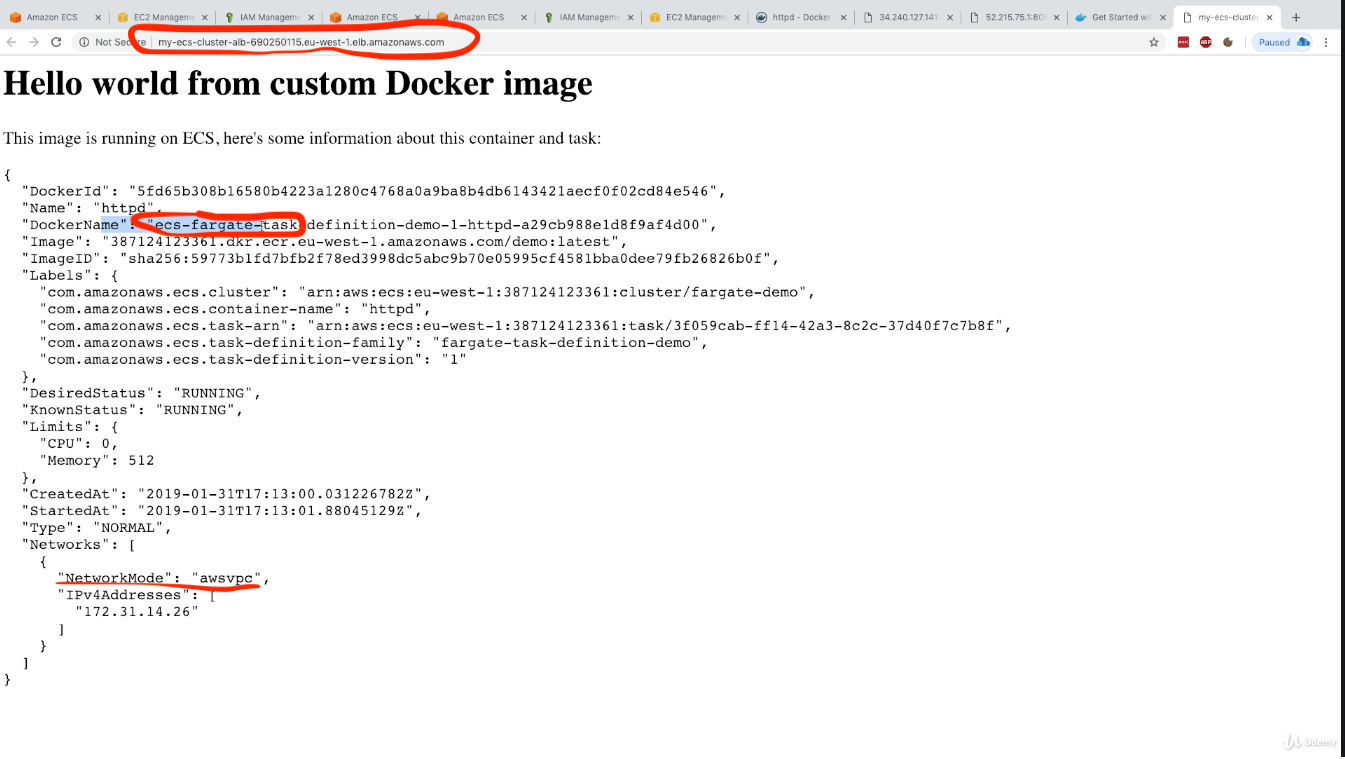 Amazon ECS
EC2 Managem
IAM Managem
Amazon ECS
Amazon ECS
IAM Managem
EC2 Managem
httpd - Docker
34.240.127.141
52.215.75.1:80
Get Started wit
my-ecs-cluste
Not Secure
my-ecs-cluster-alb-690250115.eu-west-1.elb.amazonaws.com
ABP
Paused
Hello world from custom Docker image
This image is running on ECS, here's some information about this container and task:
{
"DockerId": "5fd65b308b16580b4223a1280c4768a0a9ba8b4db6143421aecf0f02cd84e546",
"Name": "httpd",
"DockerName": "ecs-fargate-task-definition-demo-1-httpd-a29cb988e1d8f9af4d00",
"Image": "387124123361.dkr.ecr.eu-west-1.amazonaws.com/demo:latest",
"ImageID": "sha256:59773b1fd7bfb2f78ed3998dc5abc9b70e05995cf4581bba0dee79fb26826b0f",
"Labels": {
"com.amazonaws.ecs.cluster": "arn:aws:ecs:eu-west-1:387124123361:cluster/fargate-demo",
"com.amazonaws.ecs.container-name": "httpd",
"com.amazonaws.ecs.task-arn": "arn:aws:ecs:eu-west-1:387124123361:task/3f059cab-ff14-42a3-8c2c-37d40f7c7b8f",
"com.amazonaws.ecs.task-definition-family": "fargate-task-definition-demo",
"com.amazonaws.ecs.task-definition-version": "1"
},
"DesiredStatus": "RUNNING",
"KnownStatus": "RUNNING",
"Limits": {
"CPU": 0,
"Memory": 512
},
"CreatedAt": "2019-01-31T17:13:00.031226782Z",
"StartedAt": "2019-01-31T17:13:01.88045129Z",
"Type": "NORMAL",
"Networks": [
{
"NetworkMode": "awsvpc",
"IPv4Addresses": [
"172.31.14.26"
]
}
]
}
Udemy